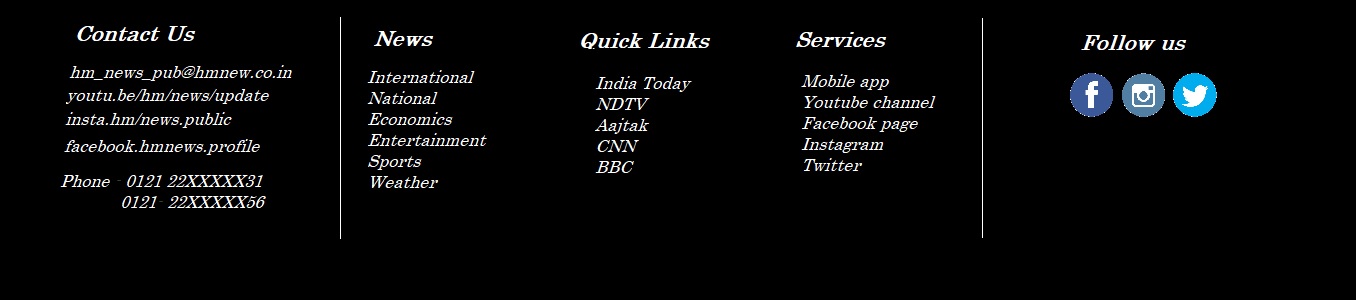 Contact Us
hm_news_pub@hmnew.co.in
youtu.be/hm/news/update
insta.hm/news.public
facebook.hmnews.profile
Phone - 0121 22XXXXX31
0121- 22XXXXX56
News
International
National
Economics
Entertainment
Sports
Weather
Quick Links
India Today
NDTV
Aajtak
CNN
BBC
Services
Mobile app
Youtube channel
Facebook page
Instagram
Twitter
Follow us